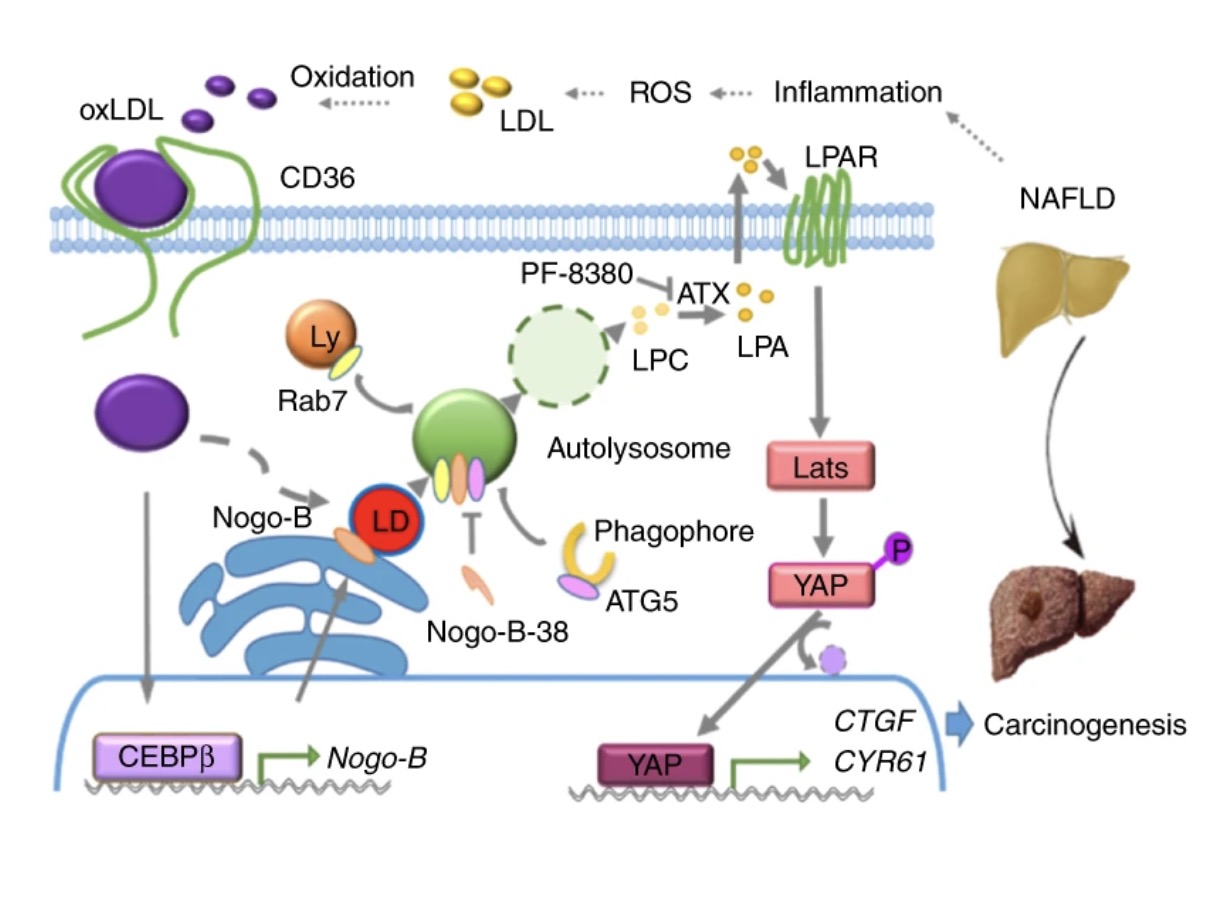 Oxidation
oxLDL
LDL
ROS
Inflammation
CD36
LPAR
NAFLD
PF-8380
ATX
LPC
LPA
Ly
Rab7
Autolysosome
Lats
Nogo-B
LD
Phagophore
P
YAP
ATG5
Nogo-B-38
CTGF
CYR61
Carcinogenesis
CEBPβ
Nogo-B
YAP